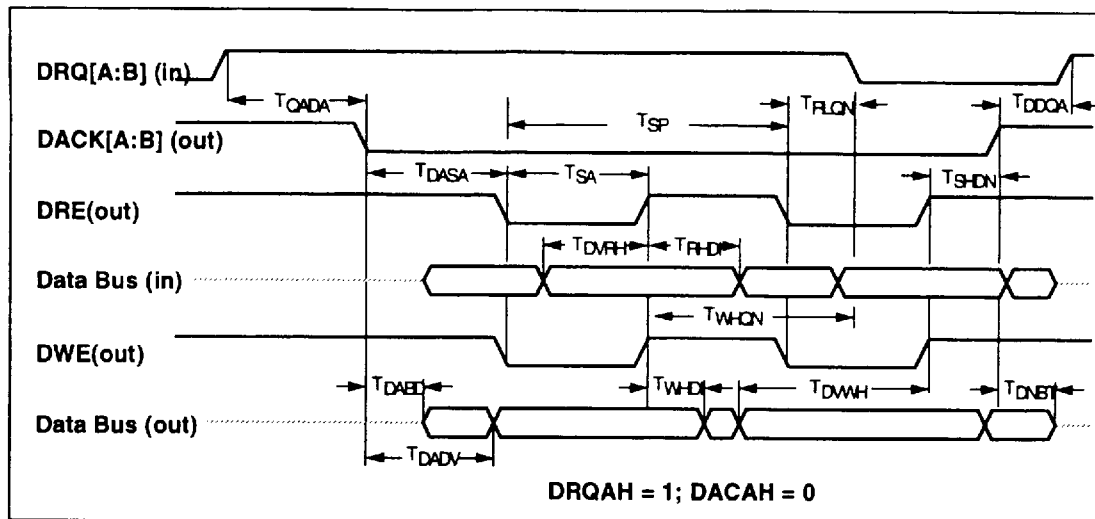 DRQ[A:B] (in)
TQADA
TRLQN
TDDQA
DACK[A:B] (out)
TSP
TDASA
TSA
TSHDN
DRE(out)
TDVRH
TRHDI
Data Bus (in)
TWHQN
DWE(out)
TDABD
TWHDI
TDVWH
TDNBT
Data Bus (out)
TDADV
DRQAH = 1; DACAH = 0